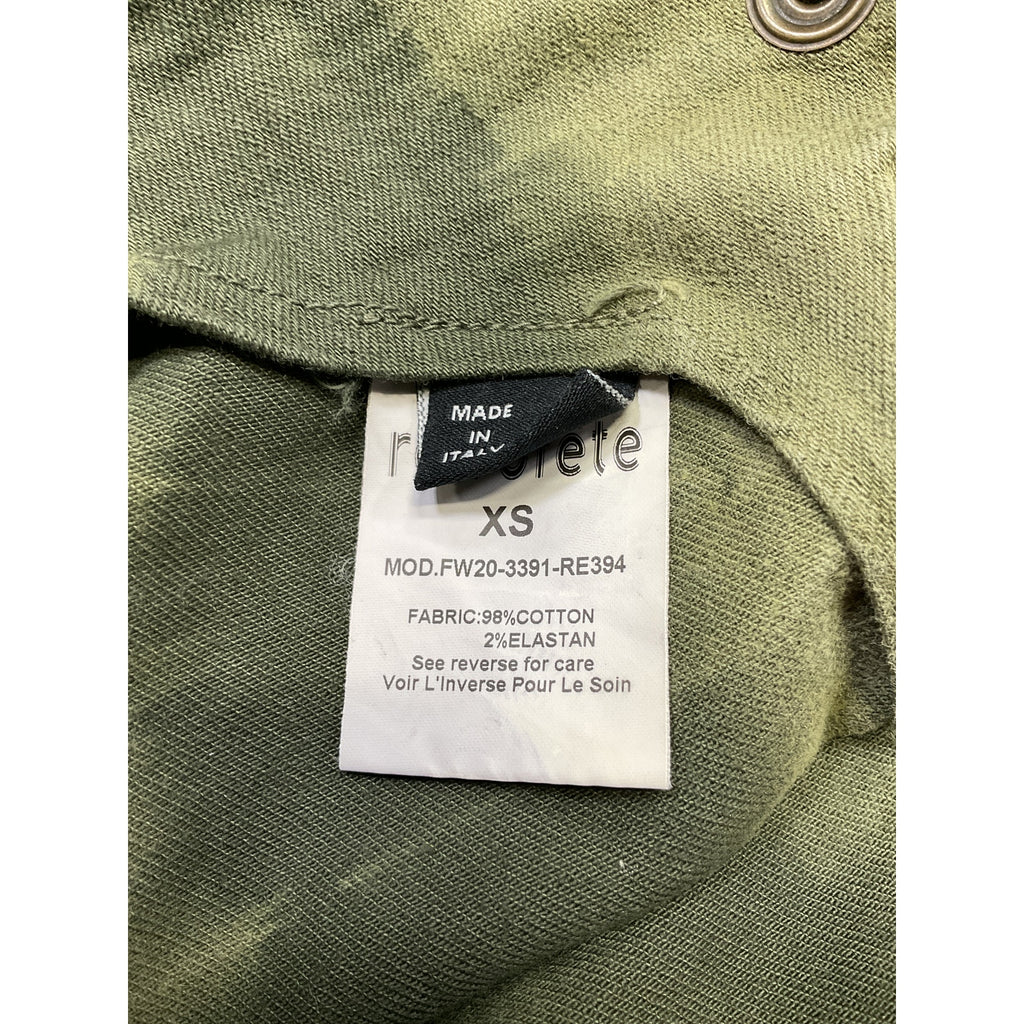 MADE
IN
ITALY
XS
MOD.FW20-3391-RE394
FABRIC:98%COTTON
2%ELASTAN
See reverse for care
Voir L'Inverse Pour Le Soin